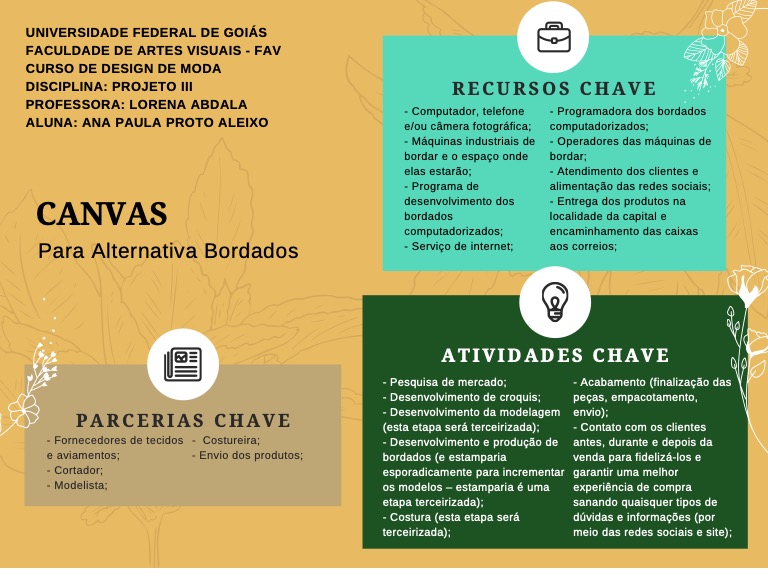 UNIVERSIDADE FEDERAL DE GOIÁS
FACULDADE DE ARTES VISUAIS - FAV
CURSO DE DESIGN DE MODA
DISCIPLINA: PROJETO III
PROFESSORA: LORENA ABDALA
ALUNA: ANA PAULA PROTO ALEIXO
CANVAS
Para Alternativa Bordados
RECURSOS CHAVE
- Computador, telefone
e/ou câmera fotográfica;
- Máquinas industriais de
bordar e o espaço onde
elas estarão;
- Programa de
desenvolvimento dos
bordados
computadorizados;
- Serviço de internet;
- Programadora dos bordados
computadorizados;
- Operadores das máquinas de
bordar;
- Atendimento dos clientes e
alimentação das redes sociais;
- Entrega dos produtos na
localidade da capital e
encaminhamento das caixas
aos correios;
PARCERIAS CHAVE
- Fornecedores de tecidos
e aviamentos;
- Cortador;
- Modelista;
- Costureira;
- Envio dos produtos;
ATIVIDADES CHAVE
- Pesquisa de mercado;
- Desenvolvimento de croquis;
- Desenvolvimento da modelagem
(esta etapa será terceirizada);
- Desenvolvimento e produção de
bordados (e estamparia
esporadicamente para incrementar
os modelos – estamparia é uma
etapa terceirizada);
- Costura (esta etapa será
terceirizada);
- Acabamento (finalização das
peças, empacotamento,
envio);
- Contato com os clientes
antes, durante e depois da
venda para fidelizá-los e
garantir uma melhor
experiência de compra
sanando quaisquer tipos de
dúvidas e informações (por
meio das redes sociais e site);